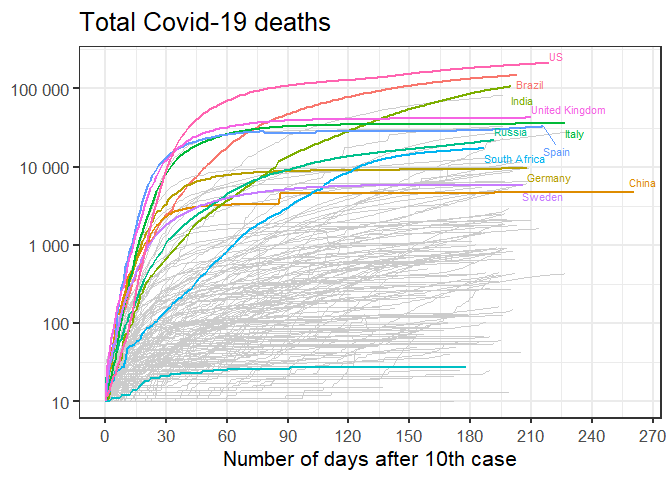 Total Covid-19 deaths
100 000
10 000
1 000
100
10
US
Brazil
India
United Kingdom
Russia
Italy
Spain
South Africa
Germany
China
Sweden
0 30 60 90 120 150 180 210 240 270
Number of days after 10th case